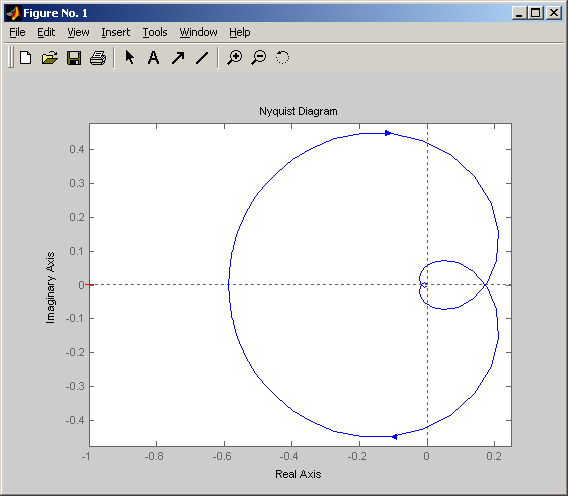 Figure No. 1
File Edit View Insert Tools Window Help
A
Nyquist Diagram
0.4
0.3
0.2
0.1
0
-0.1
-0.2
-0.3
-0.4
Imaginary Axis
-1 -0.8 -0.6 -0.4 -0.2 0 0.2
Real Axis